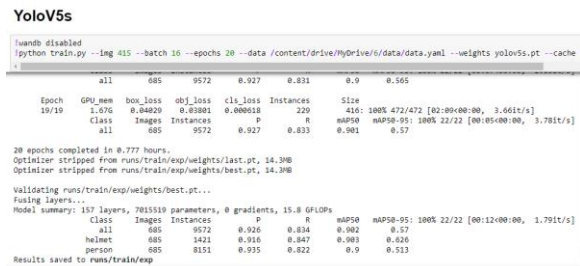 YoloV5s
!wandb disabled
!python train.py --img 415 --batch 16 --epochs 20 --data /content/drive/MyDrive/6/data/data.yaml --weights yolov5s.pt --cache
Class Images Instances P R mAP50 mAP50-95:
all 685 9572 0.927 0.831 0.9 0.565
Epoch GPU_mem box_loss obj_loss cls_loss Instances Size
19/19 1.67G 0.04029 0.03801 0.000618 229 416: 100% 472/472 [02:09<00:00, 3.66it/s]
Class Images Instances P R mAP50 mAP50-95: 100% 22/22 [00:05<00:00, 3.78it/s]
all 685 9572 0.927 0.833 0.901 0.57
20 epochs completed in 0.777 hours.
Optimizer stripped from runs/train/exp/weights/last.pt, 14.3MB
Optimizer stripped from runs/train/exp/weights/best.pt, 14.3MB
Validating runs/train/exp/weights/best.pt...
Fusing layers...
Model summary: 157 layers, 7015519 parameters, 0 gradients, 15.8 GFLOPs
Class Images Instances P R mAP50 mAP50-95: 100% 22/22 [00:12<00:00, 1.79it/s]
all 685 9572 0.926 0.834 0.902 0.57
helmet 685 1421 0.916 0.847 0.903 0.626
person 685 8151 0.935 0.822 0.9 0.513
Results saved to runs/train/exp